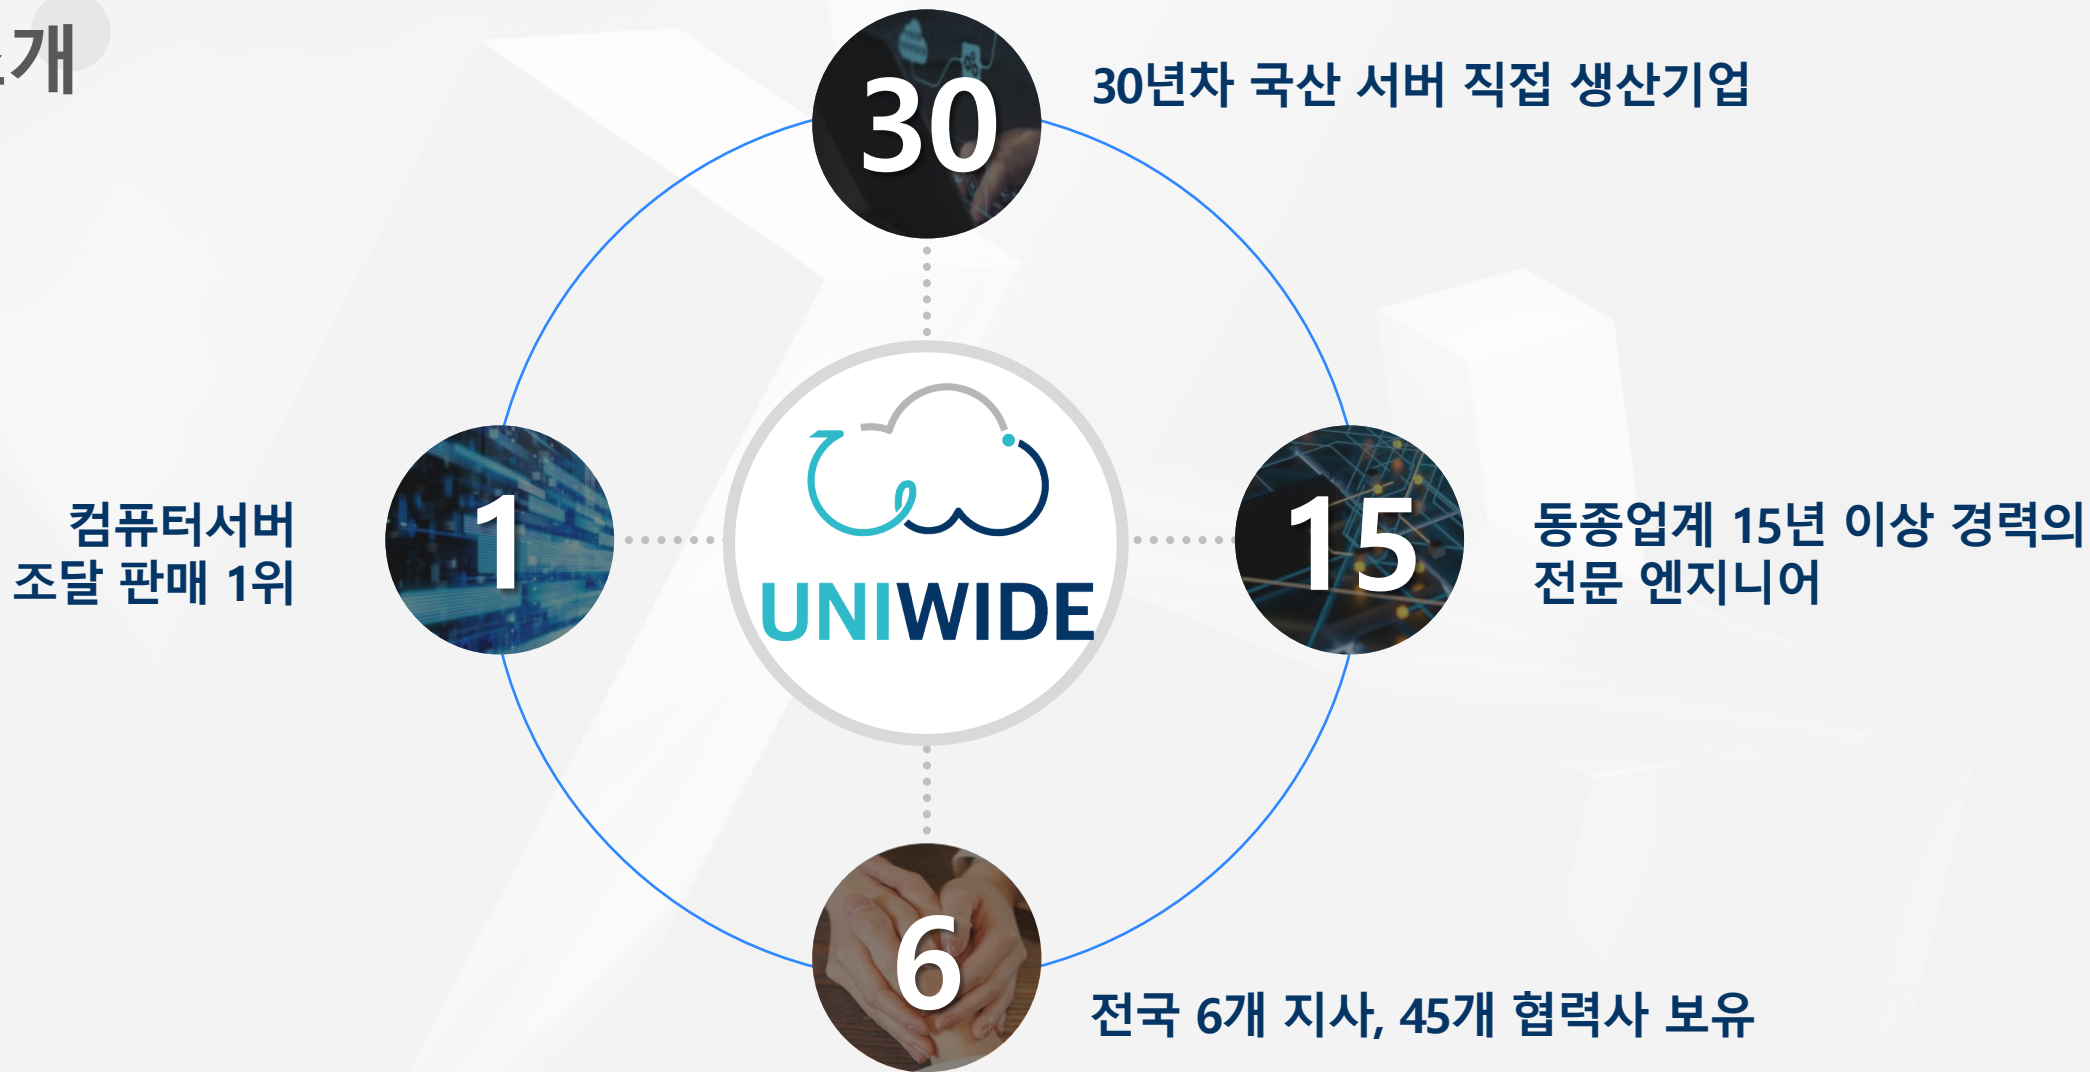 개
30
30년차 국산 서버 직접 생산기업
1
컴퓨터서버
조달 판매 1위
UNIWIDE
15
동종업계 15년 이상 경력의
전문 엔지니어
6
전국 6개 지사, 45개 협력사 보유